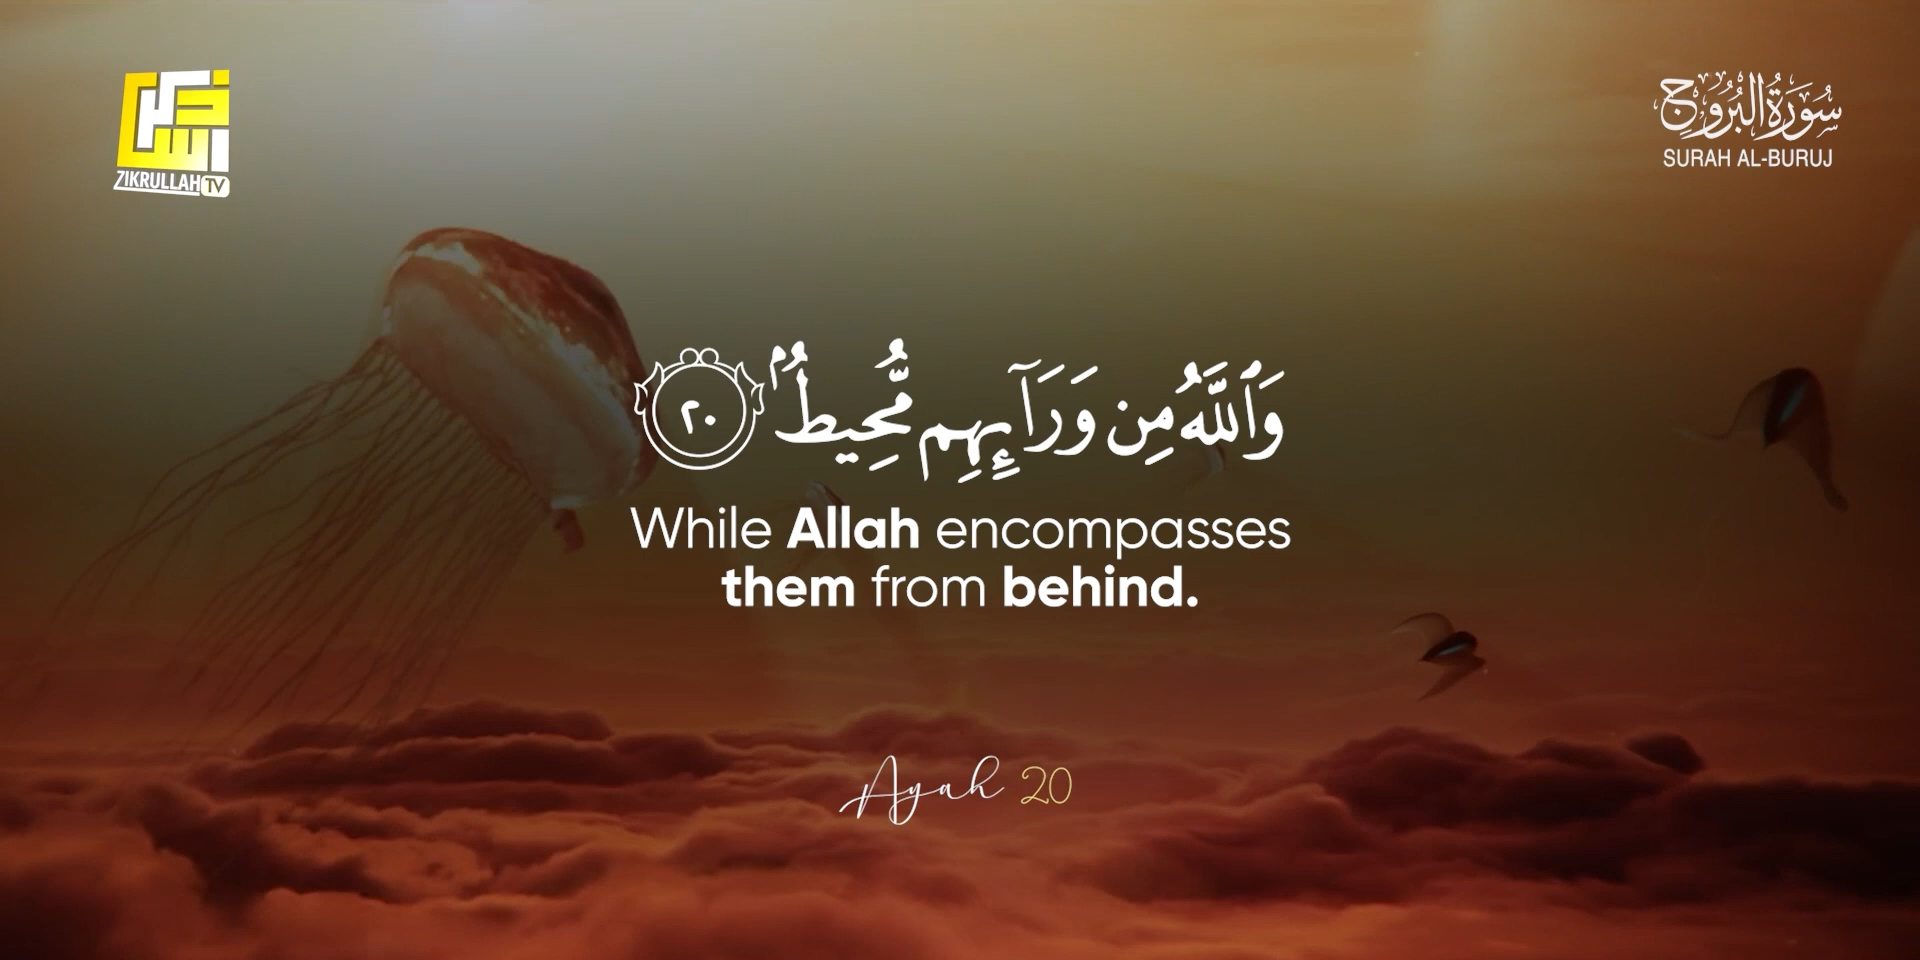 ZIKRULLAH TV
سُورَةُ البُرُوجِ
SURAH AL-BURUJ
وَٱللَّهُ مِن وَرَآئِهِم مُّحِيطُۢ ٢٠
While Allah encompasses
them from behind.
Ayah 20